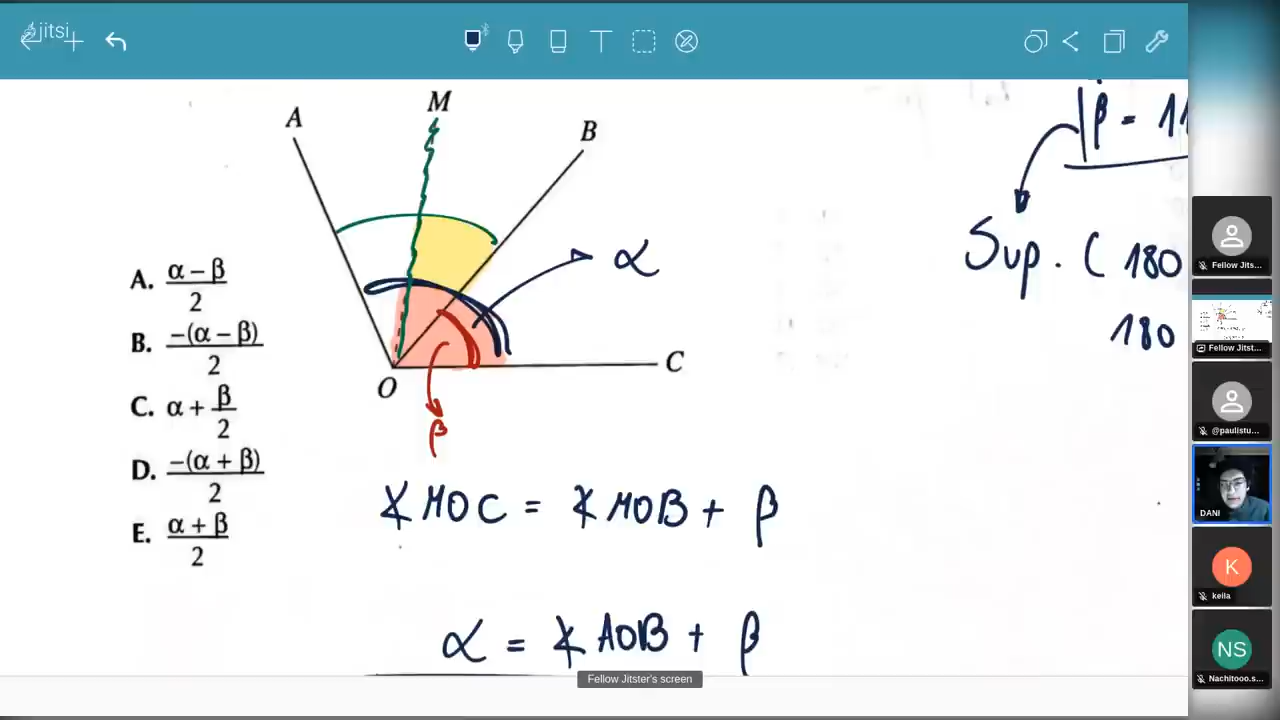 jitsi
M
A
B
α
C
O
β
A. α – β / 2
B. –(α – β) / 2
C. α + β / 2
D. –(α + β) / 2
E. α + β / 2
∢ MOC = ∢ MOB + β
α = ∢ AOB + β
β = 11
Sup. ( 180
180
Fellow Jitster's screen
Fellow Jits...
Fellow Jitst...
@paulistu...
DANI
K
keila
NS
Nachitooo.s...